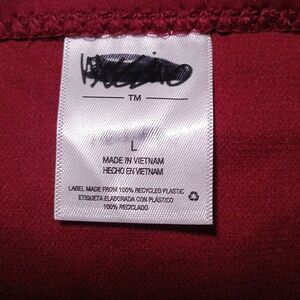 TM
L
MADE IN VIETNAM
HECHO EN VIETNAM
LABEL MADE FROM 100% RECYCLED PLASTIC
ETIQUETA ELABORADA CON PLÁSTICO
100% RECICLADO